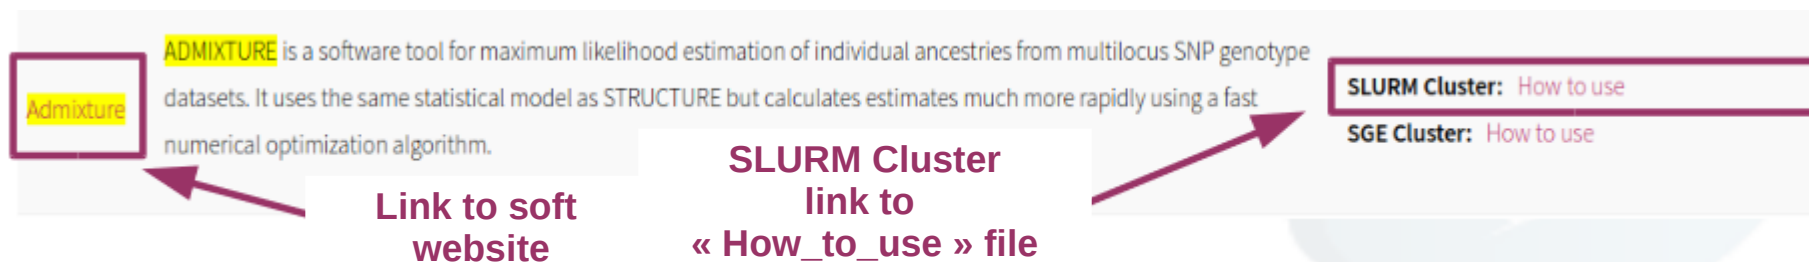 Admixture
ADMIXTURE is a software tool for maximum likelihood estimation of individual ancestries from multilocus SNP genotype
datasets. It uses the same statistical model as STRUCTURE but calculates estimates much more rapidly using a fast
numerical optimization algorithm.
SLURM Cluster: How to use
SGE Cluster: How to use
Link to soft
website
SLURM Cluster
link to
« How_to_use » file